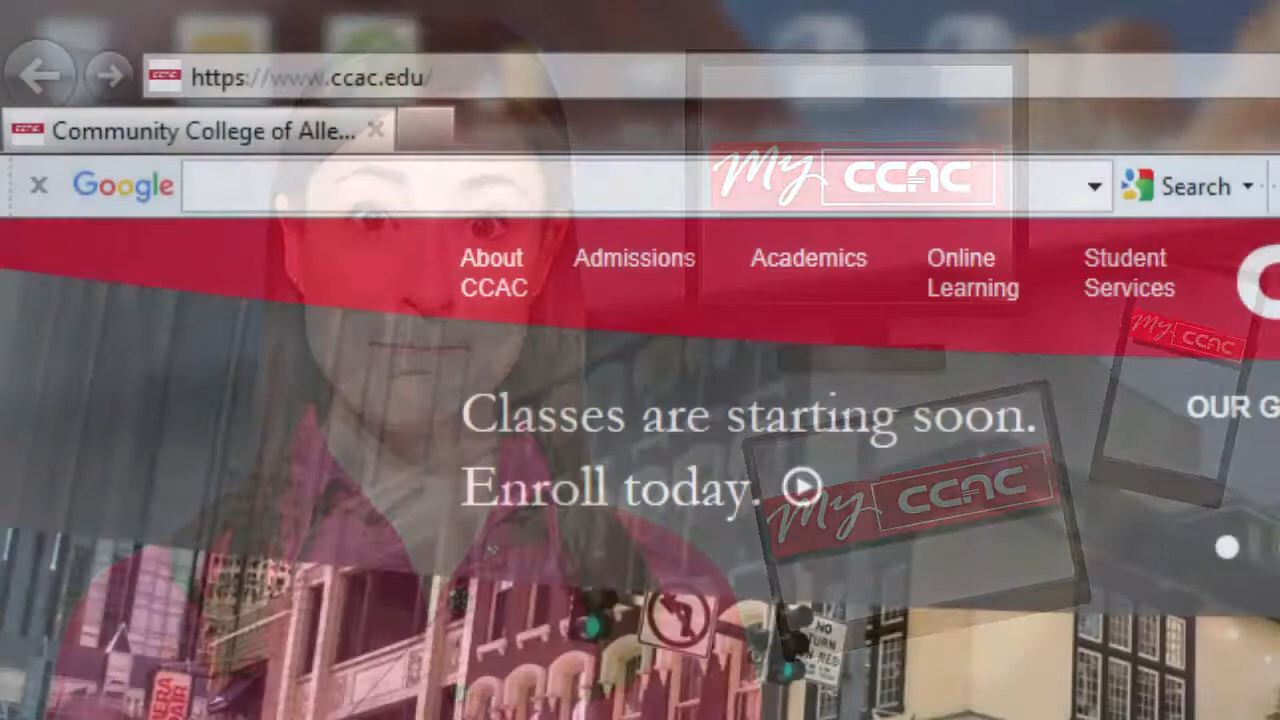 https://www.ccac.edu/
Community College of Alle...
Google
Search
My CCAC
About CCAC
Admissions
Academics
Online Learning
Student Services
My CCAC
Classes are starting soon.
Enroll today.
OUR G
My CCAC
NO
TURN